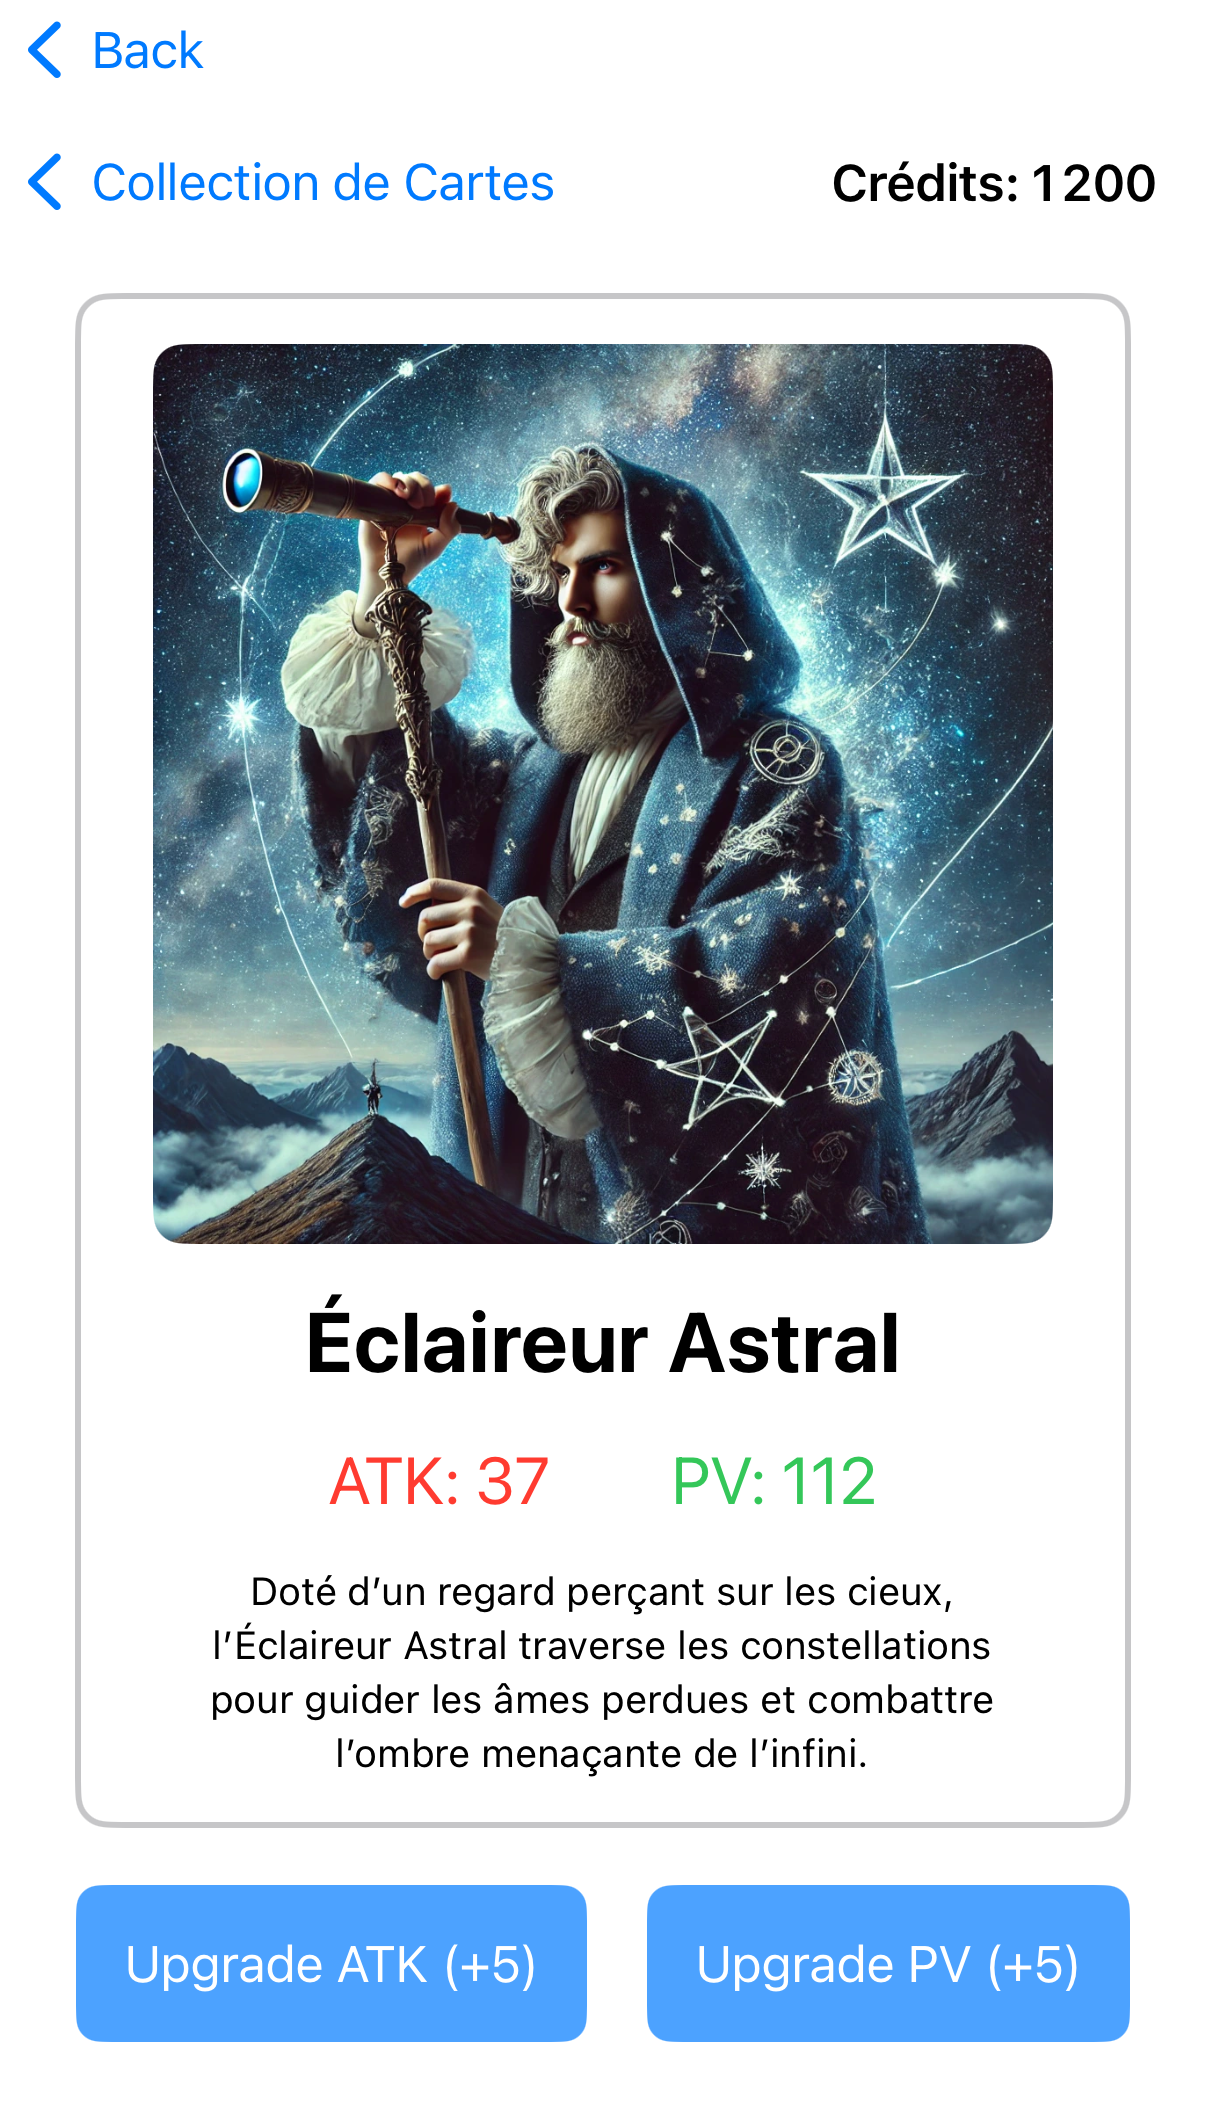 Back
Collection de Cartes
Crédits: 1 200
Éclaireur Astral
ATK: 37
PV: 112
Doté d’un regard perçant sur les cieux,
l’Éclaireur Astral traverse les constellations
pour guider les âmes perdues et combattre
l’ombre menaçante de l’infini.
Upgrade ATK (+5)
Upgrade PV (+5)